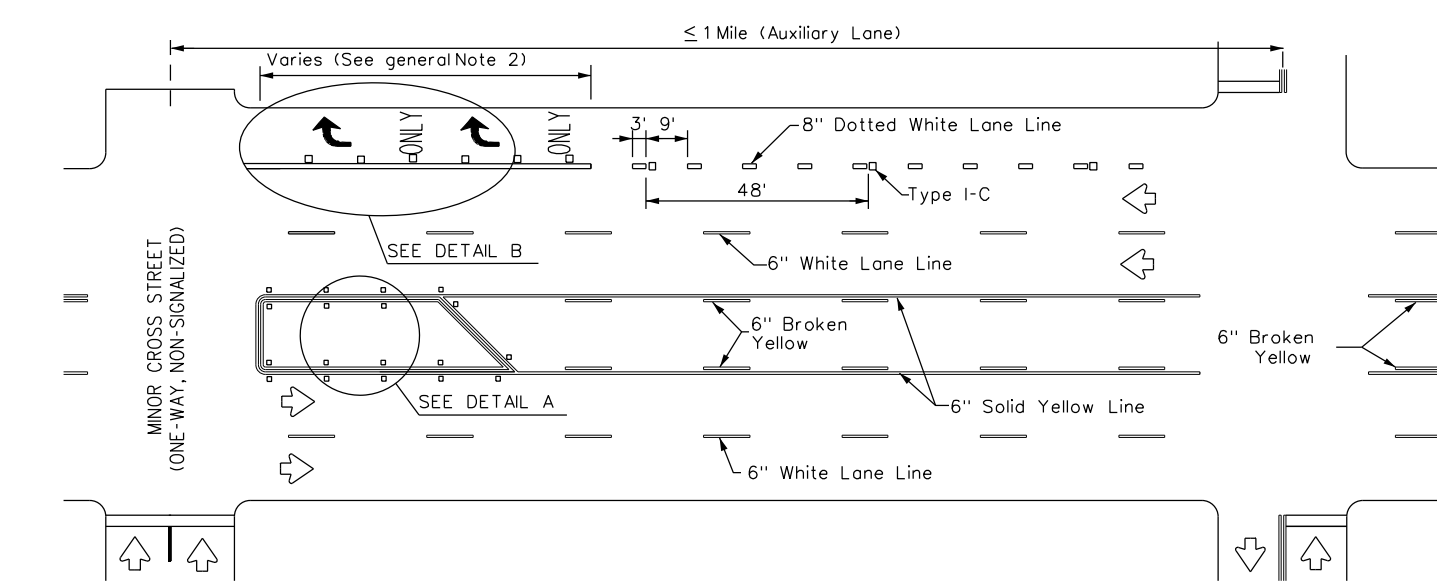 ≤ 1 Mile (Auxiliary Lane)
Varies (See general Note 2)
ONLY
ONLY
3' 9'
8" Dotted White Lane Line
48'
Type I-C
SEE DETAIL B
6" White Lane Line
MINOR CROSS STREET
(ONE-WAY, NON-SIGNALIZED)
6" Broken
Yellow
6" Broken
Yellow
SEE DETAIL A
6" Solid Yellow Line
6" White Lane Line